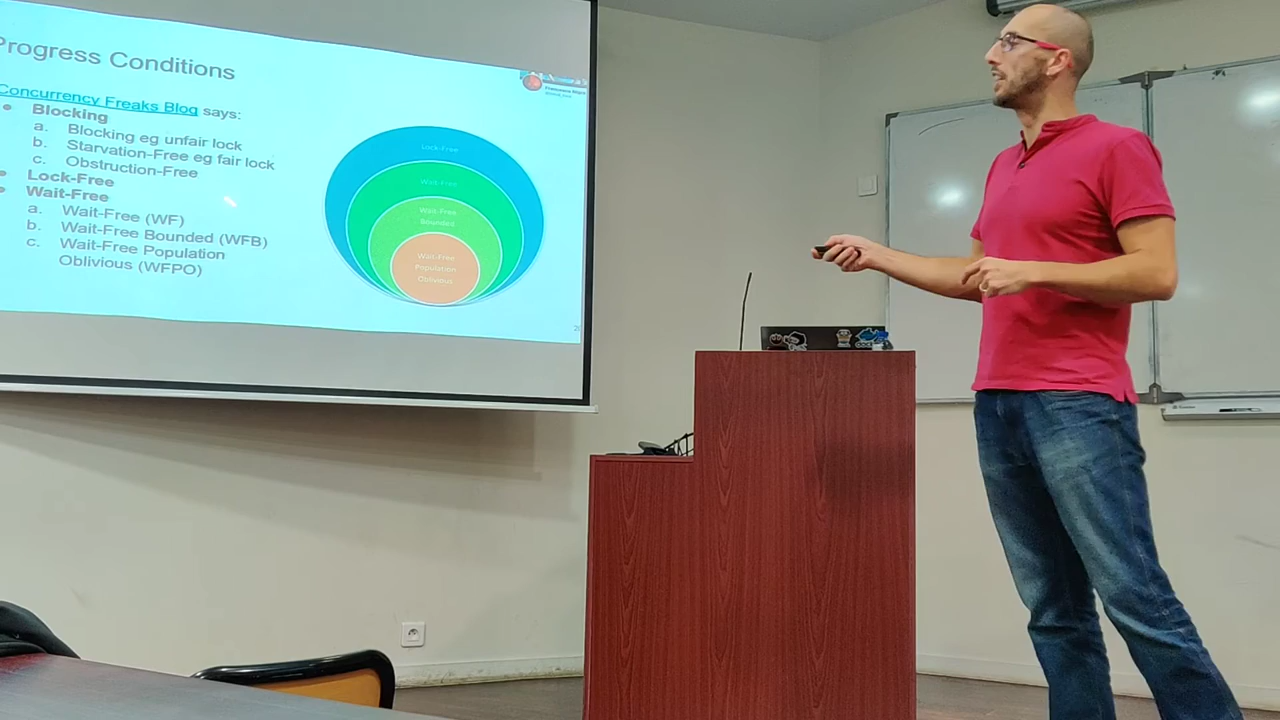 Progress Conditions
Concurrency Freaks Blog says:
● Blocking
a. Blocking eg unfair lock
b. Starvation-Free eg fair lock
c. Obstruction-Free
● Lock-Free
● Wait-Free
a. Wait-Free (WF)
b. Wait-Free Bounded (WFB)
c. Wait-Free Population
Oblivious (WFPO)
Lock-Free
Wait-Free
Wait-Free
Bounded
Wait-Free
Population
Oblivious